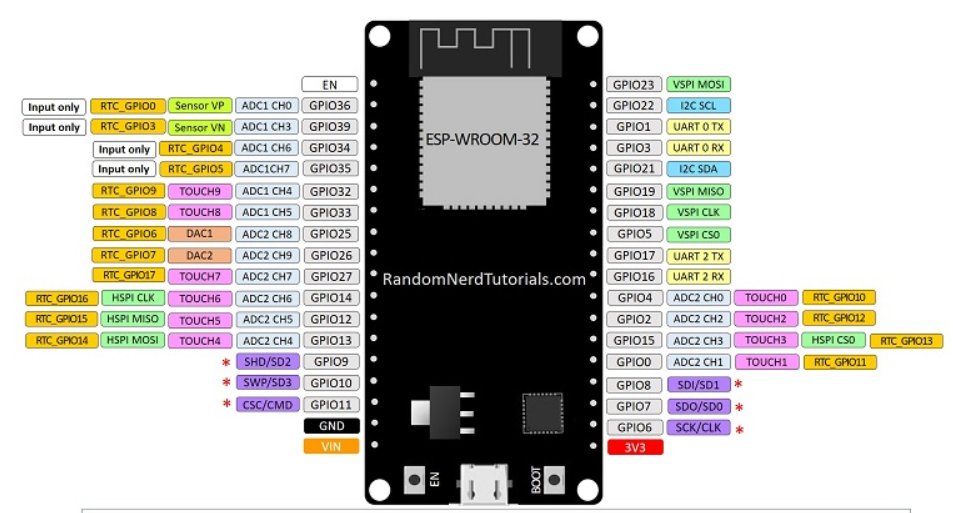 ESP-WROOM-32
RandomNerdTutorials.com
EN
BOOT
EN
Input only RTC_GPIO0 Sensor VP ADC1 CH0 GPIO36
Input only RTC_GPIO3 Sensor VN ADC1 CH3 GPIO39
Input only RTC_GPIO4 ADC1 CH6 GPIO34
Input only RTC_GPIO5 ADC1CH7 GPIO35
RTC_GPIO9 TOUCH9 ADC1 CH4 GPIO32
RTC_GPIO8 TOUCH8 ADC1 CH5 GPIO33
RTC_GPIO6 DAC1 ADC2 CH8 GPIO25
RTC_GPIO7 DAC2 ADC2 CH9 GPIO26
RTC_GPIO17 TOUCH7 ADC2 CH7 GPIO27
RTC_GPIO16 HSPI CLK TOUCH6 ADC2 CH6 GPIO14
RTC_GPIO15 HSPI MISO TOUCH5 ADC2 CH5 GPIO12
RTC_GPIO14 HSPI MOSI TOUCH4 ADC2 CH4 GPIO13
* SHD/SD2 GPIO9
* SWP/SD3 GPIO10
* CSC/CMD GPIO11
GND
VIN
GPIO23 VSPI MOSI
GPIO22 I2C SCL
GPIO1 UART 0 TX
GPIO3 UART 0 RX
GPIO21 I2C SDA
GPIO19 VSPI MISO
GPIO18 VSPI CLK
GPIO5 VSPI CS0
GPIO17 UART 2 TX
GPIO16 UART 2 RX
GPIO4 ADC2 CH0 TOUCH0 RTC_GPIO10
GPIO2 ADC2 CH2 TOUCH2 RTC_GPIO12
GPIO15 ADC2 CH3 TOUCH3 HSPI CS0 RTC_GPIO13
GPIO0 ADC2 CH1 TOUCH1 RTC_GPIO11
GPIO8 SDI/SD1 *
GPIO7 SDO/SD0 *
GPIO6 SCK/CLK *
3V3